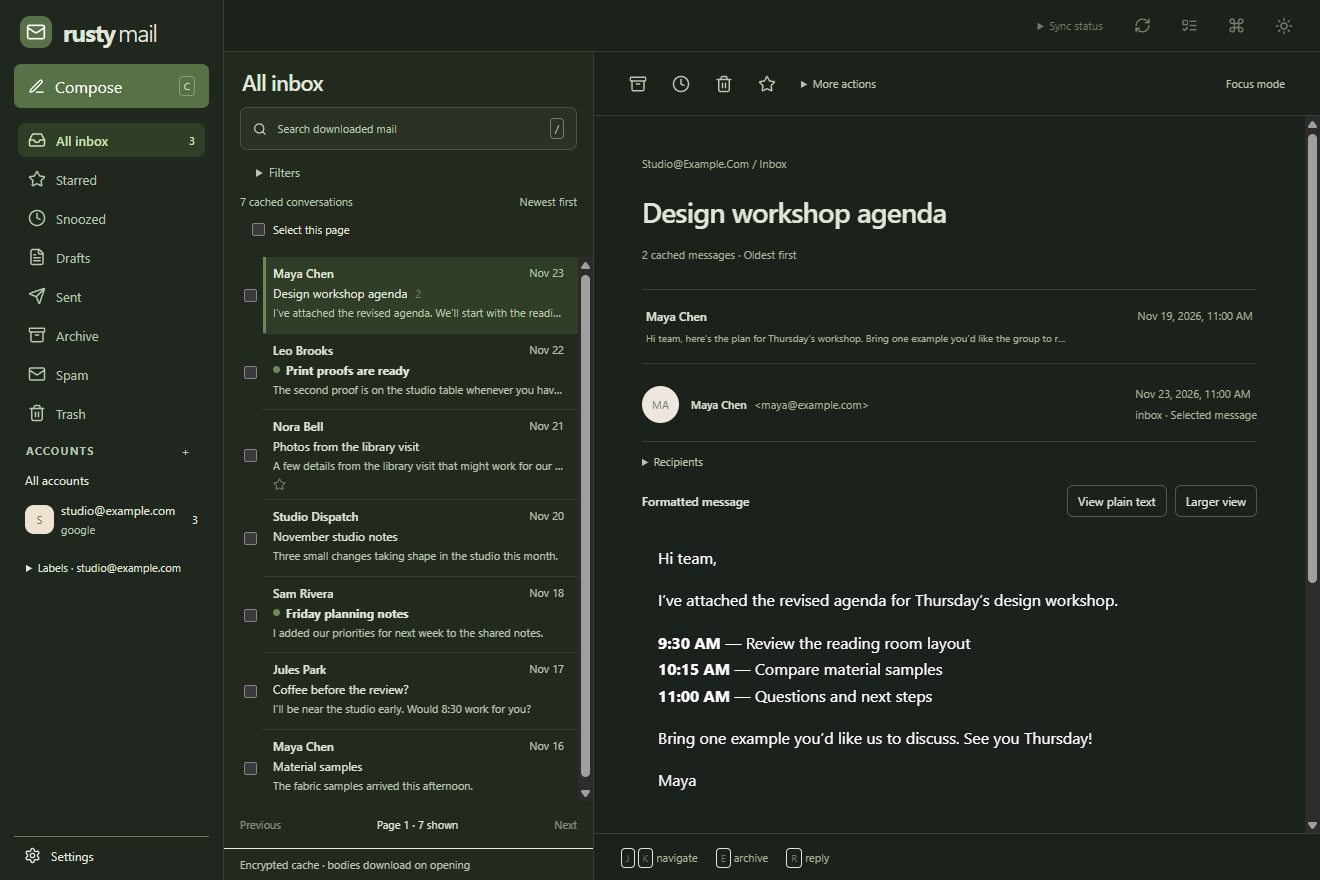 rusty mail
Compose C
All inbox 3
Starred
Snoozed
Drafts
Sent
Archive
Spam
Trash
ACCOUNTS +
All accounts
S studio@example.com 3
google
Labels · studio@example.com
Settings
Sync status
All inbox
Search downloaded mail /
Filters
7 cached conversations Newest first
Select this page
Maya Chen Nov 23
Design workshop agenda 2
I've attached the revised agenda. We'll start with the readi...
Leo Brooks Nov 22
Print proofs are ready
The second proof is on the studio table whenever you hav...
Nora Bell Nov 21
Photos from the library visit
A few details from the library visit that might work for our ...
Studio Dispatch Nov 20
November studio notes
Three small changes taking shape in the studio this month.
Sam Rivera Nov 18
Friday planning notes
I added our priorities for next week to the shared notes.
Jules Park Nov 17
Coffee before the review?
I'll be near the studio early. Would 8:30 work for you?
Maya Chen Nov 16
Material samples
The fabric samples arrived this afternoon.
Previous Page 1 · 7 shown Next
Encrypted cache · bodies download on opening
More actions Focus mode
Studio@Example.Com / Inbox
Design workshop agenda
2 cached messages · Oldest first
Maya Chen Nov 19, 2026, 11:00 AM
Hi team, here's the plan for Thursday's workshop. Bring one example you'd like the group to r...
MA Maya Chen <maya@example.com> Nov 23, 2026, 11:00 AM
inbox · Selected message
Recipients
Formatted message View plain text Larger view
Hi team,
I've attached the revised agenda for Thursday's design workshop.
9:30 AM — Review the reading room layout
10:15 AM — Compare material samples
11:00 AM — Questions and next steps
Bring one example you'd like us to discuss. See you Thursday!
Maya
J K navigate E archive R reply